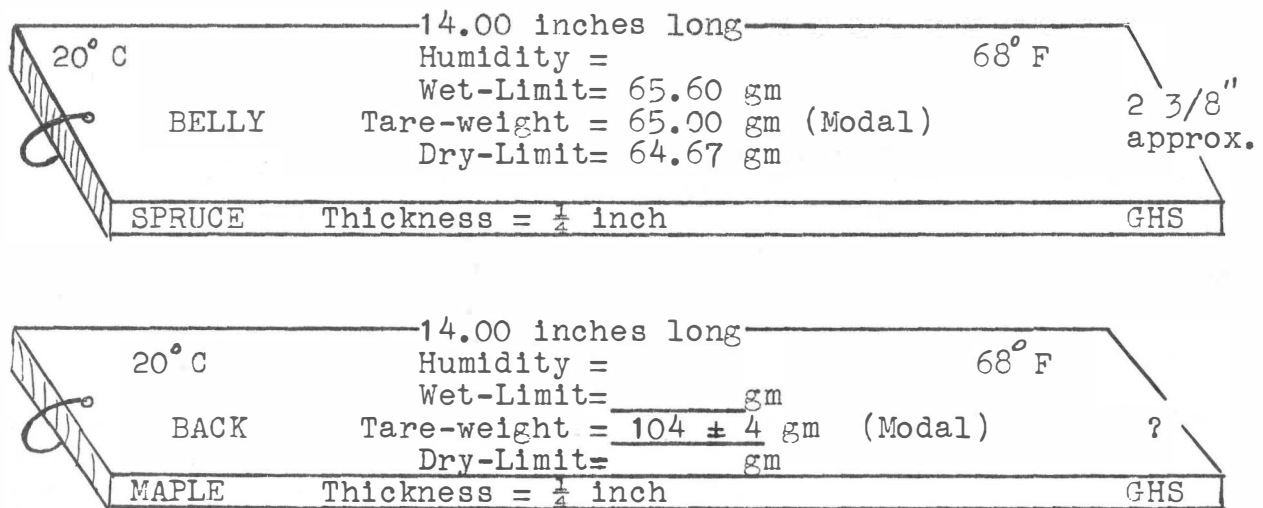 14.00 inches long
20° C Humidity = 68° F
Wet-Limit= 65.60 gm
BELLY Tare-weight = 65.00 gm (Modal) 2 3/8"
approx.
Dry-Limit= 64.67 gm
SPRUCE Thickness = ¼ inch GHS
14.00 inches long
20° C Humidity = 68° F
Wet-Limit=______gm
BACK Tare-weight = 104 ± 4 gm (Modal) ?
Dry-Limit= gm
MAPLE Thickness = ¼ inch GHS